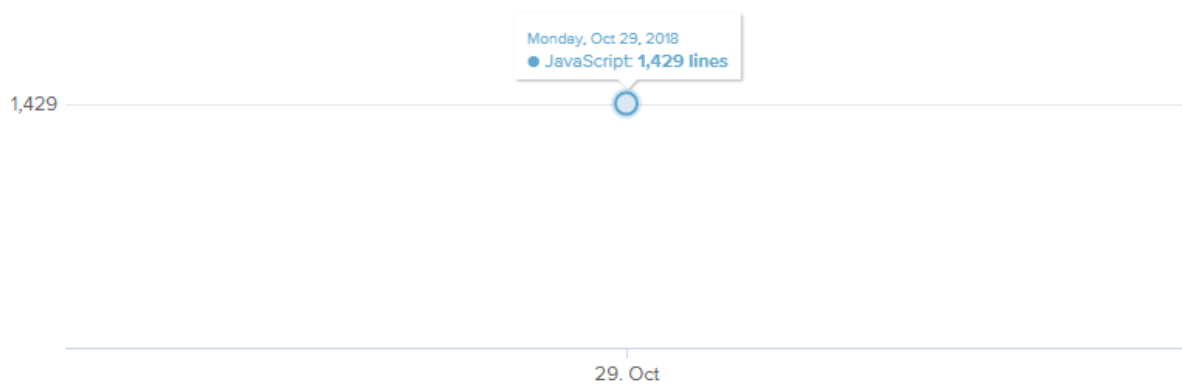 Monday, Oct 29, 2018
● JavaScript: 1,429 lines
1,429
29. Oct